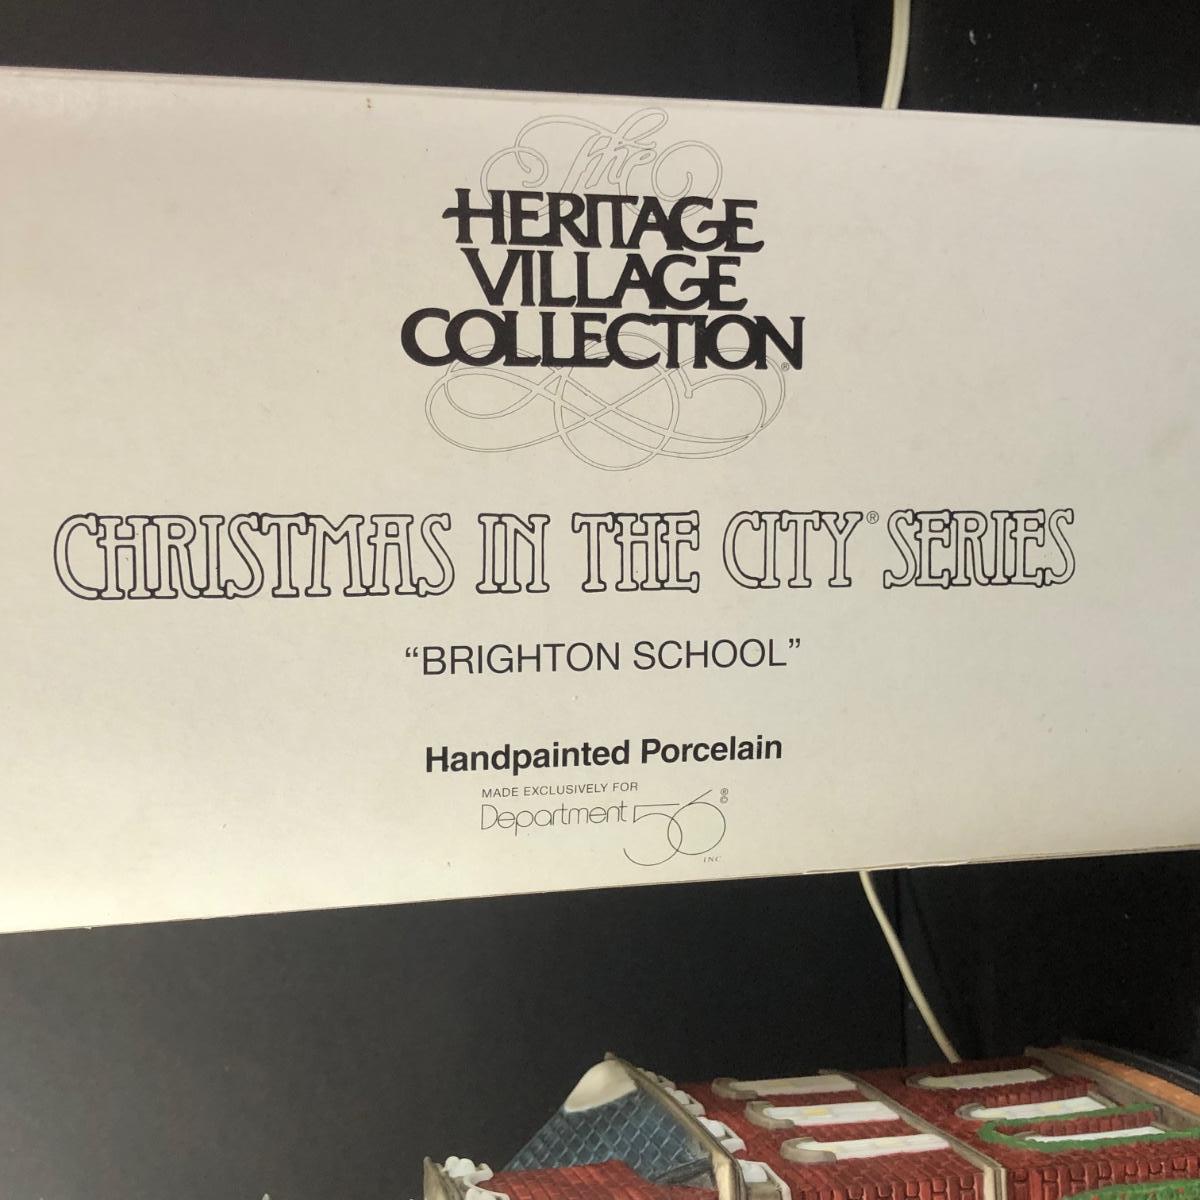 The
HERITAGE
VILLAGE
COLLECTION®
CHRISTMAS IN THE CITY® SERIES
“BRIGHTON SCHOOL”
Handpainted Porcelain
MADE EXCLUSIVELY FOR
Department 56 ® ©
INC